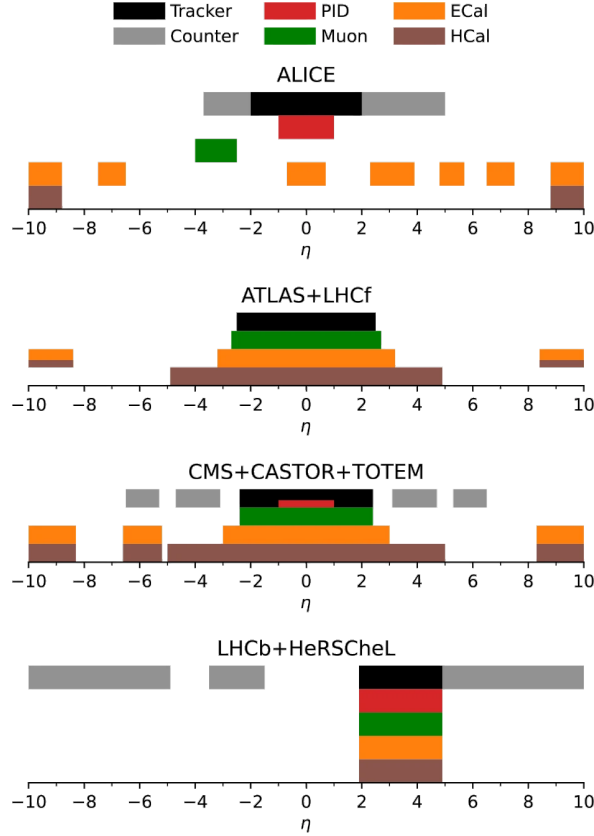 Tracker PID ECal
Counter Muon HCal
ALICE
−10 −8 −6 −4 −2 0 2 4 6 8 10
η
ATLAS+LHCf
−10 −8 −6 −4 −2 0 2 4 6 8 10
η
CMS+CASTOR+TOTEM
−10 −8 −6 −4 −2 0 2 4 6 8 10
η
LHCb+HeRSCheL
−10 −8 −6 −4 −2 0 2 4 6 8 10
η